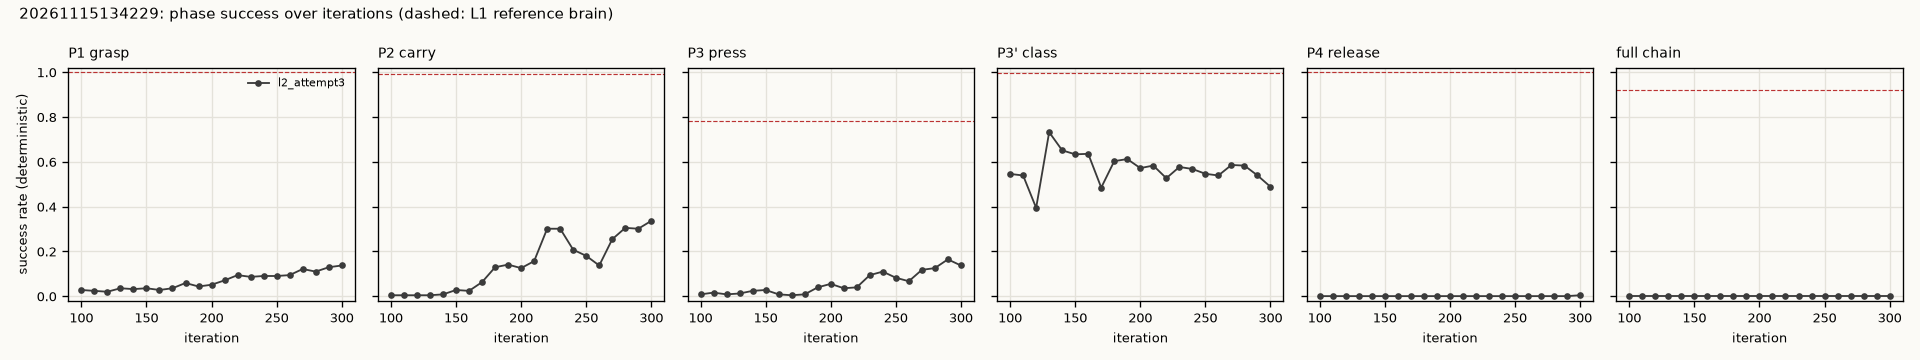 20261115134229: phase success over iterations (dashed: L1 reference brain)
P1 grasp
P2 carry
P3 press
P3' class
P4 release
full chain
success rate (deterministic)
1.0
0.8
0.6
0.4
0.2
0.0
l2_attempt3
100 150 200 250 300
100 150 200 250 300
100 150 200 250 300
100 150 200 250 300
100 150 200 250 300
100 150 200 250 300
iteration
iteration
iteration
iteration
iteration
iteration